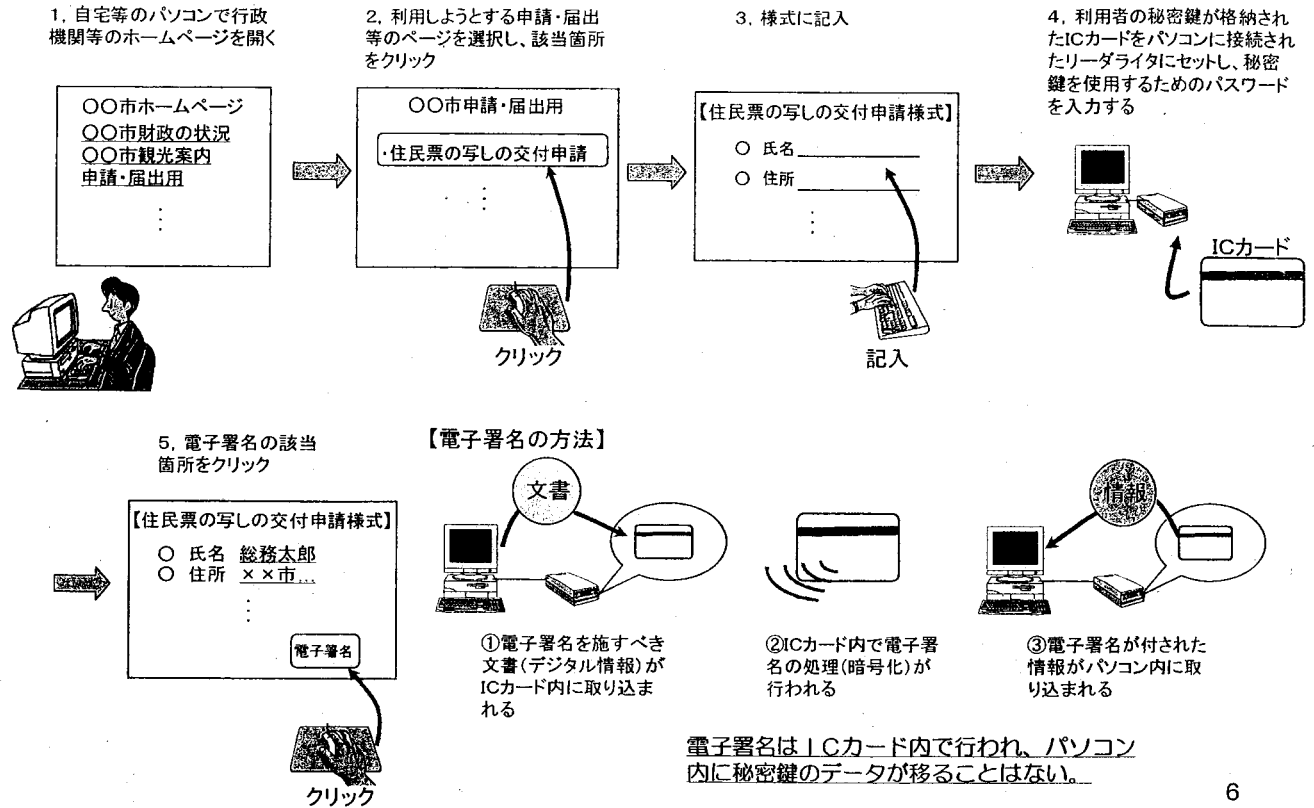 1, 自宅等のパソコンで行政
機関等のホームページを開く
〇〇市ホームページ
〇〇市財政の状況
〇〇市観光案内
申請・届出用
2, 利用しようとする申請・届出
等のページを選択し、該当箇所
をクリック
〇〇市申請・届出用
・住民票の写しの交付申請
クリック
3, 様式に記入
【住民票の写しの交付申請様式】
〇 氏名
〇 住所
記入
4, 利用者の秘密鍵が格納され
たICカードをパソコンに接続され
たリーダライタにセットし、秘密
鍵を使用するためのパスワード
を入力する
ICカード
5, 電子署名の該当
箇所をクリック
【住民票の写しの交付申請様式】
〇 氏名 総務太郎
〇 住所 ××市...
電子署名
クリック
【電子署名の方法】
文書
①電子署名を施すべき
文書(デジタル情報)が
ICカード内に取り込ま
れる
②ICカード内で電子署
名の処理(暗号化)が
行われる
情報
③電子署名が付された
情報がパソコン内に取
り込まれる
電子署名はICカード内で行われ、パソコン
内に秘密鍵のデータが移ることはない。
6